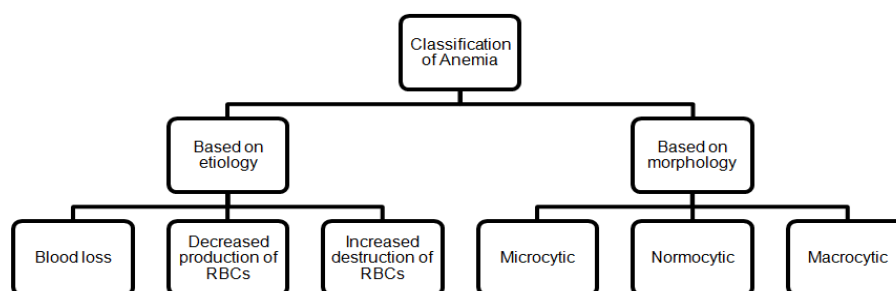 Classification
of Anemia
Based on
etiology
Based on
morphology
Blood loss
Decreased
production of
RBCs
Increased
destruction of
RBCs
Microcytic
Normocytic
Macrocytic